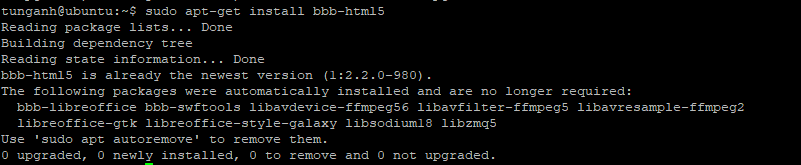 tunganh@ubuntu:~$ sudo apt-get install bbb-html5
Reading package lists... Done
Building dependency tree
Reading state information... Done
bbb-html5 is already the newest version (1:2.2.0-980).
The following packages were automatically installed and are no longer required:
  bbb-libreoffice bbb-swftools libavdevice-ffmpeg56 libavfilter-ffmpeg5 libavresample-ffmpeg2
  libreoffice-gtk libreoffice-style-galaxy libsodium18 libzmq5
Use 'sudo apt autoremove' to remove them.
0 upgraded, 0 newly installed, 0 to remove and 0 not upgraded.